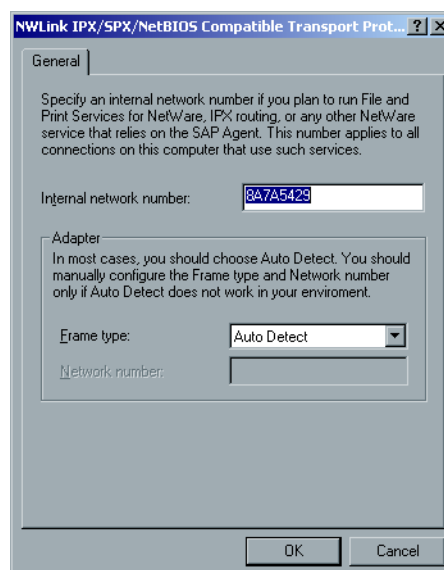 NWLink IPX/SPX/NetBIOS Compatible Transport Prot...
General
Specify an internal network number if you plan to run File and
Print Services for NetWare, IPX routing, or any other NetWare
service that relies on the SAP Agent. This number applies to all
connections on this computer that use such services.
Internal network number: 8A7A5429
Adapter
In most cases, you should choose Auto Detect. You should
manually configure the Frame type and Network number
only if Auto Detect does not work in your enviroment.
Frame type: Auto Detect
Network number:
OK Cancel